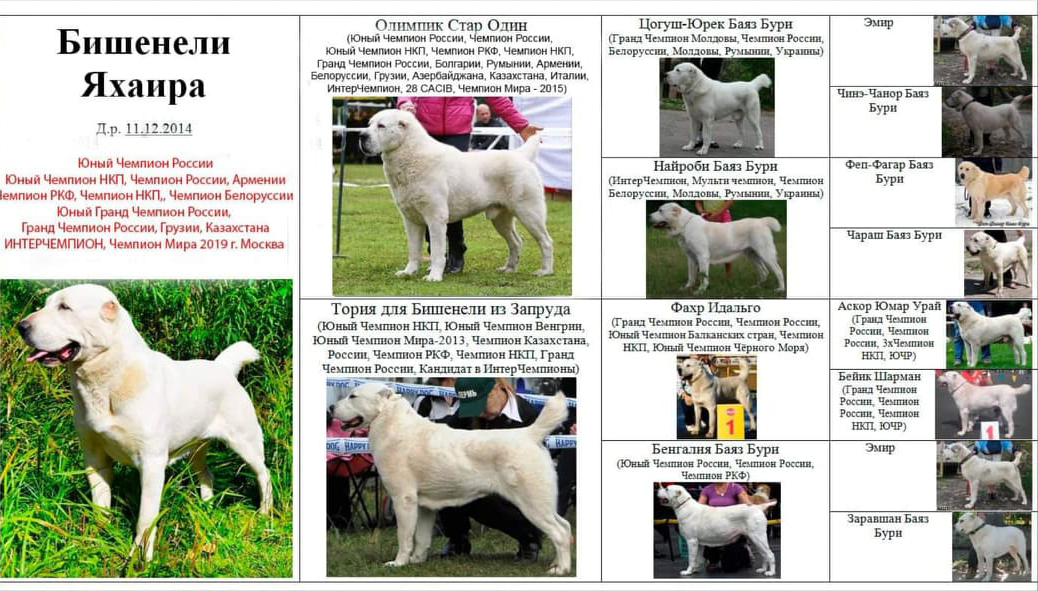 Бишенели
Яхаира
Д.р. 11.12.2014
Юный Чемпион России
Юный Чемпион НКП, Чемпион России, Армении
Чемпион РКФ, Чемпион НКП,, Чемпион Белоруссии
Юный Гранд Чемпион России,
Гранд Чемпион России, Грузии, Казахстана
ИНТЕРЧЕМПИОН, Чемпион Мира 2019 г. Москва
Олимпик Стар Один
(Юный Чемпион России, Чемпион России,
Юный Чемпион НКП, Чемпион РКФ, Чемпион НКП,
Гранд Чемпион России, Болгарии, Румынии, Армении,
Белоруссии, Грузии, Азербайджана, Казахстана, Италии,
ИнтерЧемпион, 28 CACIB, Чемпион Мира - 2015)
Тория для Бишенели из Запруда
(Юный Чемпион НКП, Юный Чемпион Венгрии,
Юный Чемпион Мира-2013, Чемпион Казахстана,
России, Чемпион РКФ, Чемпион НКП, Гранд
Чемпион России, Кандидат в ИнтерЧемпионы)
HAPPY DOG
Цогуш-Юрек Баяз Бури
(Гранд Чемпион Молдовы, Чемпион России,
Белоруссии, Молдовы, Румынии, Украины)
Найроби Баяз Бури
(ИнтерЧемпион, Мульти чемпион, Чемпион
Белоруссии, Молдовы, Румынии, Украины)
Фахр Идальго
(Гранд Чемпион России, Чемпион России,
Юный Чемпион Балканских стран, Чемпион
НКП, Юный Чемпион Чёрного Моря)
1
Бенгалия Баяз Бури
(Юный Чемпион России, Чемпион России,
Чемпион РКФ)
Эмир
Чинэ-Чанор Баяз
Бури
Феп-Фагар Баяз
Бури
Чараш Баяз Бури
Аскор Юмар Урай
(Гранд Чемпион
России, Чемпион
России, 3хЧемпион
НКП, ЮЧР)
Бейик Шарман
(Гранд Чемпион
России, Чемпион
России, Чемпион
НКП, ЮЧР)
1
Эмир
Заравшан Баяз
Бури